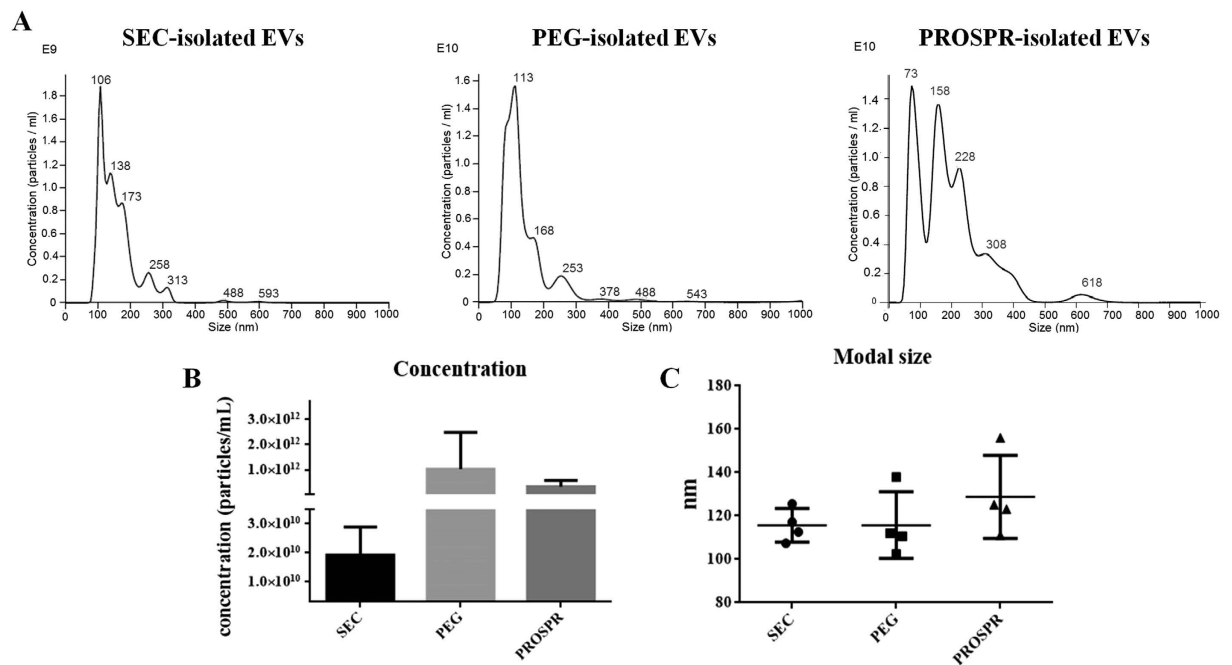 A
SEC-isolated EVs
PEG-isolated EVs
PROSPR-isolated EVs
E9
Concentration (particles / ml)
1.8
1.6
1.4
1.2
1.0
0.8
0.6
0.4
0.2
0
106
138
173
258
313
488
593
0 100 200 300 400 500 600 700 800 900 1000
Size (nm)
E10
Concentration (particles / ml)
1.6
1.4
1.2
1.0
0.8
0.6
0.4
0.2
0
113
168
253
378
488
543
0 100 200 300 400 500 600 700 800 900 1000
Size (nm)
E10
Concentration (particles / ml)
1.4
1.2
1.0
0.8
0.6
0.4
0.2
0
73
158
228
308
618
0 100 200 300 400 500 600 700 800 900 1000
Size (nm)
B
Concentration
concentration (particles/mL)
3.0×10¹²
2.0×10¹²
1.0×10¹²
3.0×10¹⁰
2.0×10¹⁰
1.0×10¹⁰
SEC
PEG
PROSPR
C
Modal size
nm
180
160
140
120
100
80
SEC
PEG
PROSPR